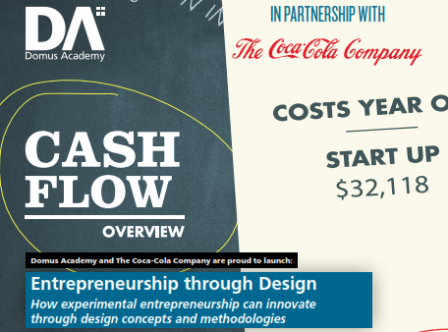 DA
Domus Academy
IN PARTNERSHIP WITH
The Coca-Cola Company
COSTS YEAR O
START UP
$32,118
CASH
FLOW
OVERVIEW
Domus Academy and The Coca-Cola Company are proud to launch:
Entrepreneurship through Design
How experimental entrepreneurship can innovate
through design concepts and methodologies